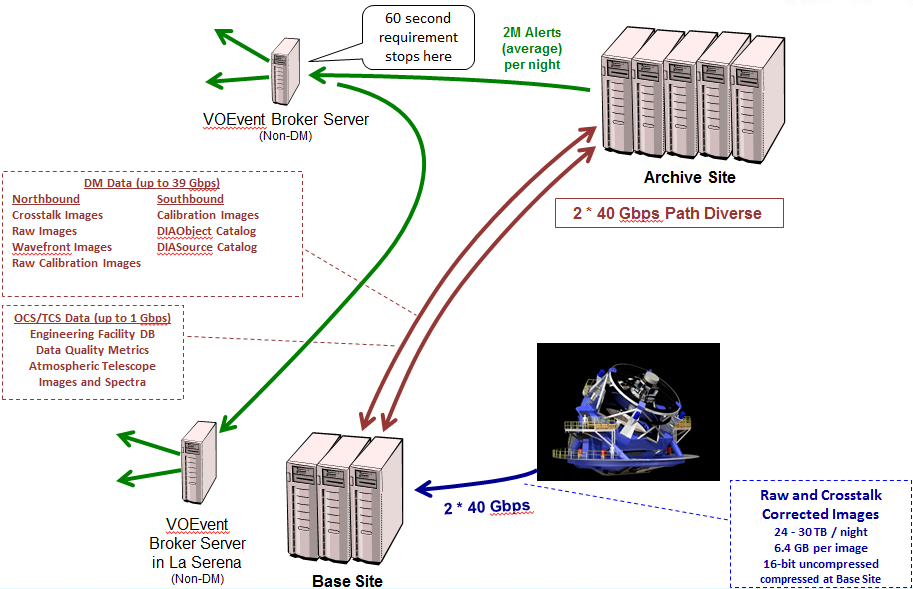 60 second
requirement
stops here
2M Alerts
(average)
per night
VOEvent Broker Server
(Non-DM)
Archive Site
2 * 40 Gbps Path Diverse
DM Data (up to 39 Gbps)
Northbound
Crosstalk Images
Raw Images
Wavefront Images
Raw Calibration Images
Southbound
Calibration Images
DIAObject Catalog
DIASource Catalog
OCS/TCS Data (up to 1 Gbps)
Engineering Facility DB
Data Quality Metrics
Atmospheric Telescope
Images and Spectra
VOEvent
Broker Server
in La Serena
(Non-DM)
Base Site
2 * 40 Gbps
Raw and Crosstalk
Corrected Images
24 - 30 TB / night
6.4 GB per image
16-bit uncompressed
compressed at Base Site